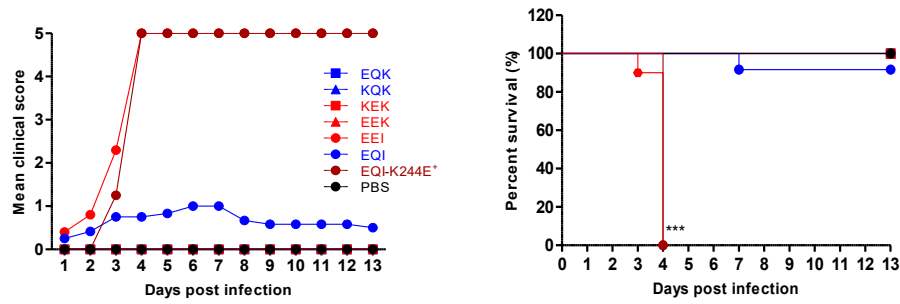 Mean clinical score
5
4
3
2
1
0
1 2 3 4 5 6 7 8 9 10 11 12 13
Days post infection
EQK
KQK
KEK
EEK
EEI
EQI
EQI-K244E+
PBS
Percent survival (%)
120
100
80
60
40
20
0
0 1 2 3 4 5 6 7 8 9 10 11 12 13
Days post infection
***